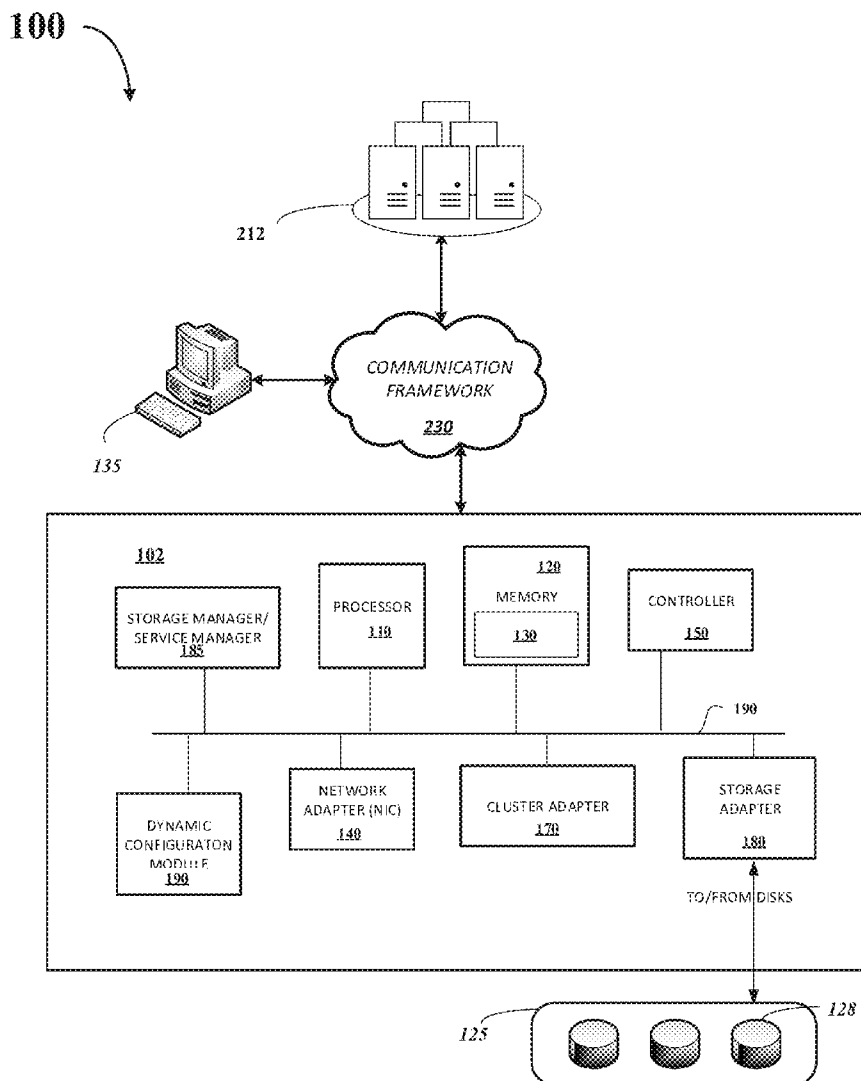 100
212
COMMUNICATION
FRAMEWORK
230
135
102
STORAGE MANAGER/
SERVICE MANAGER
185
PROCESSOR
110
120
MEMORY
130
CONTROLLER
150
190
DYNAMIC
CONFIGURATON
MODULE
190
NETWORK
ADAPTER (NIC)
140
CLUSTER ADAPTER
170
STORAGE
ADAPTER
180
TO/FROM DISKS
125
128